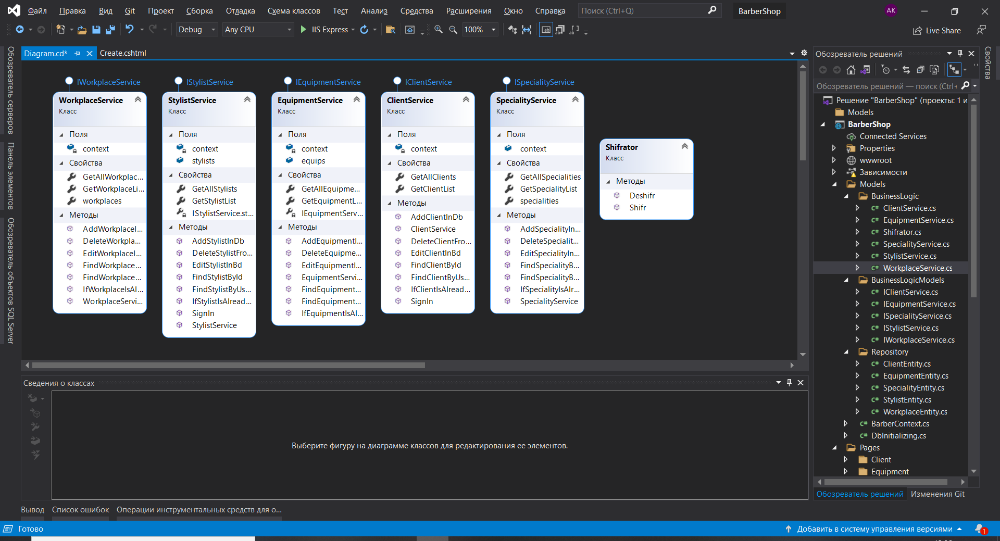 Файл Правка Вид Git Проект Сборка Отладка Схема классов Тест Анализ Средства Расширения Окно Справка Поиск (Ctrl+Q) BarberShop AK
Debug Any CPU IIS Express 100% Live Share
Diagram.cd* Create.cshtml
Обозреватель серверов
Панель элементов
Обозреватель объектов SQL Server
IWorkplaceService
WorkplaceService
Класс
Поля
context
Свойства
GetAllWorkplac...
GetWorkplaceLi...
workplaces
Методы
AddWorkplaceI...
DeleteWorkpla...
EditWorkplaceI...
FindWorkplace...
FindWorkplace...
IfWorkplaceIsAl...
WorkplaceServi...
IStylistService
StylistService
Класс
Поля
context
stylists
Свойства
GetAllStylists
GetStylistList
IStylistService.st...
Методы
AddStylistInDb
DeleteStylistFro...
EditStylistInBd
FindStylistById
FindStylistByUs...
IfStylistIsAlread...
SignIn
StylistService
IEquipmentService
EquipmentService
Класс
Поля
context
equips
Свойства
GetAllEquipme...
GetEquipmentL...
IEquipmentServ...
Методы
AddEquipmentI...
DeleteEquipme...
EditEquipmentI...
EquipmentServi...
FindEquipment...
FindEquipment...
IfEquipmentIsAl...
IClientService
ClientService
Класс
Поля
context
Свойства
GetAllClients
GetClientList
Методы
AddClientInDb
ClientService
DeleteClientFro...
EditClientInBd
FindClientById
FindClientByUs...
IfClientIsAlread...
SignIn
ISpecialityService
SpecialityService
Класс
Поля
context
Свойства
GetAllSpecialities
GetSpecialityList
specialities
Методы
AddSpecialityIn...
DeleteSpecialit...
EditSpecialityIn...
FindSpecialityB...
FindSpecialityB...
IfSpecialityIsAlr...
SpecialityService
Shifrator
Класс
Методы
Deshifr
Shifr
Сведения о классах
Выберите фигуру на диаграмме классов для редактирования ее элементов.
Вывод Список ошибок Операции инструментальных средств для о...
Обозреватель решений
Обозреватель решений — поиск (Ctrl+
Решение "BarberShop" (проекты: 1 и
Models
BarberShop
Connected Services
Properties
wwwroot
Зависимости
Models
BusinessLogic
ClientService.cs
EquipmentService.cs
Shifrator.cs
SpecialityService.cs
StylistService.cs
WorkplaceService.cs
BusinessLogicModels
IClientService.cs
IEquipmentService.cs
ISpecialityService.cs
IStylistService.cs
IWorkplaceService.cs
Repository
ClientEntity.cs
EquipmentEntity.cs
SpecialityEntity.cs
StylistEntity.cs
WorkplaceEntity.cs
BarberContext.cs
DbInitializing.cs
Pages
Client
Equipment
Обозреватель решений Изменения Git
Свойства
Готово Добавить в систему управления версиями 1